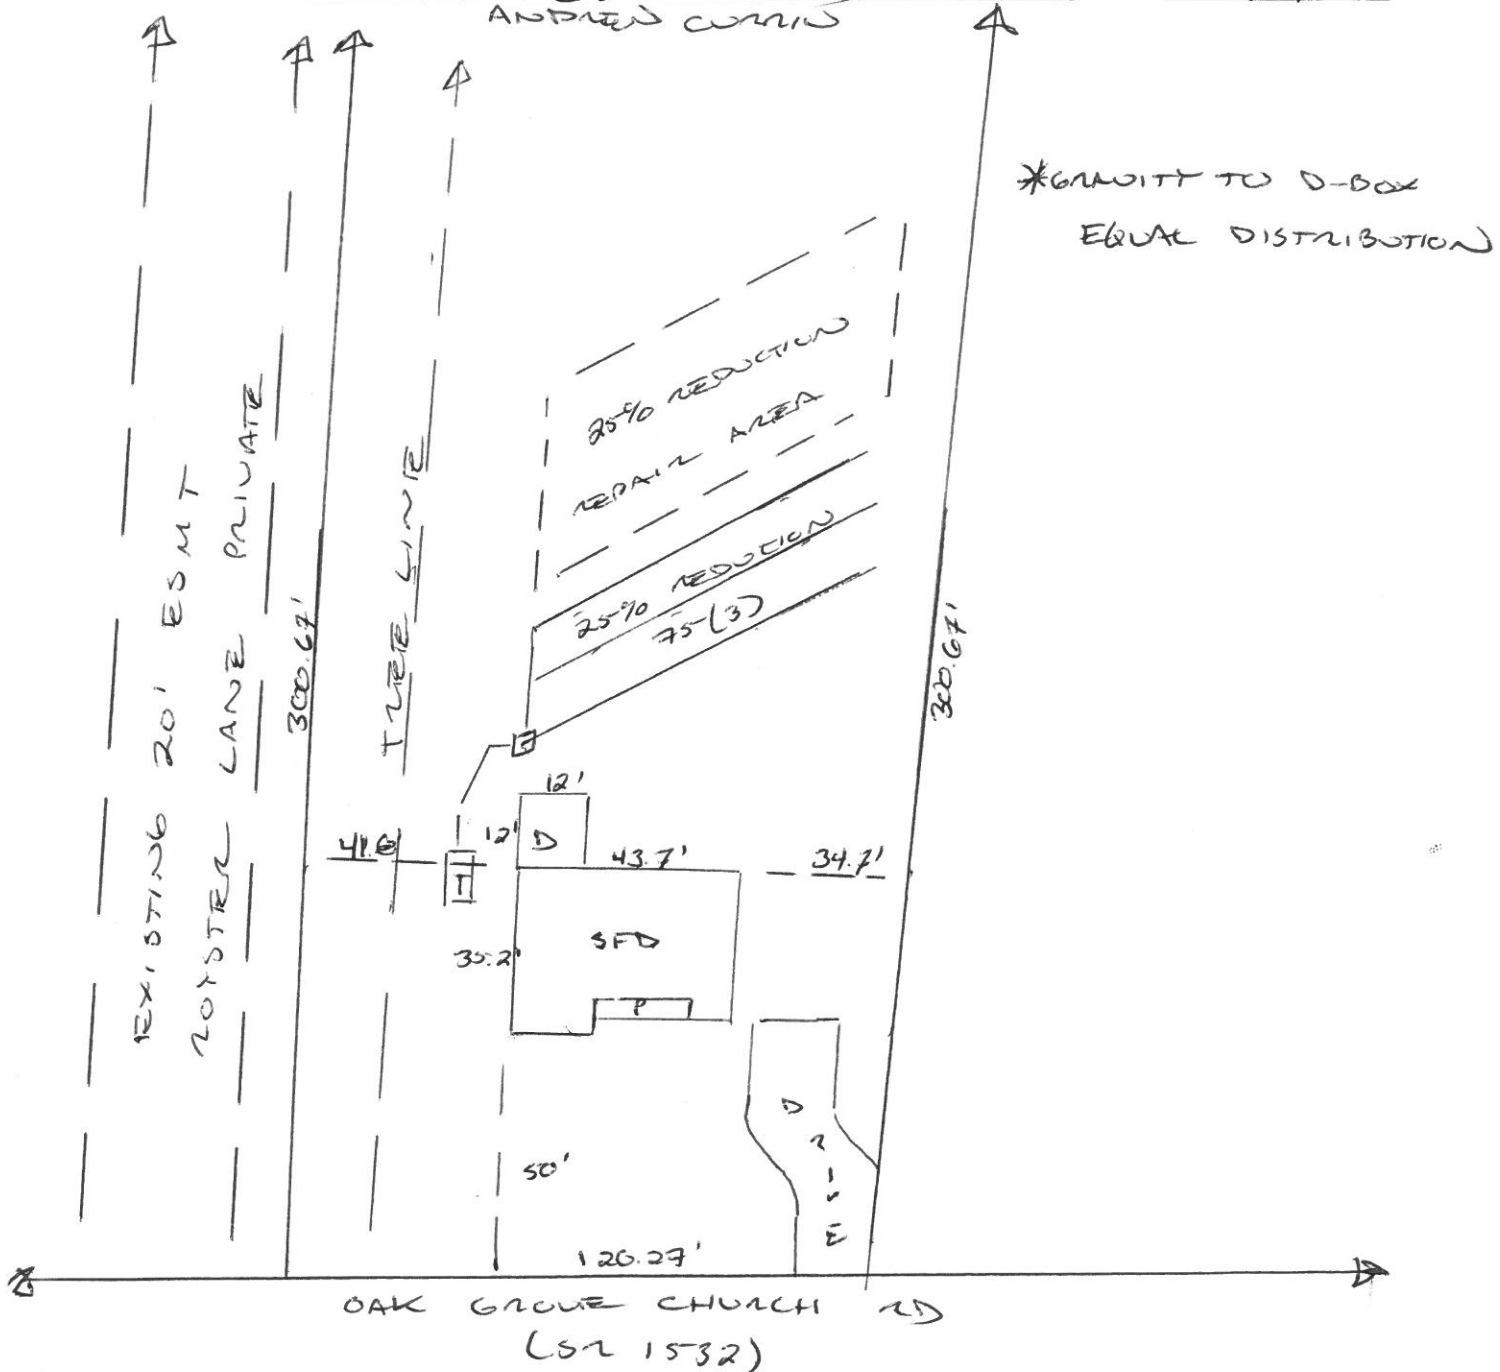 ANDREW CURRIN
*GRAVITY TO D-BOX
EQUAL DISTRIBUTION
25% REDUCTION
REPAIR AREA
25% REDUCTION
75(3)
EXISTING 20' ESMT
ROYSTER LANE PRIVATE
300.67'
TREE LINE
300.67'
12'
12'
D
41.6
T
43.7'
34.7'
35.2'
SFD
P
DRIVE
50'
120.27'
OAK GROVE CHURCH RD
(SR 1532)